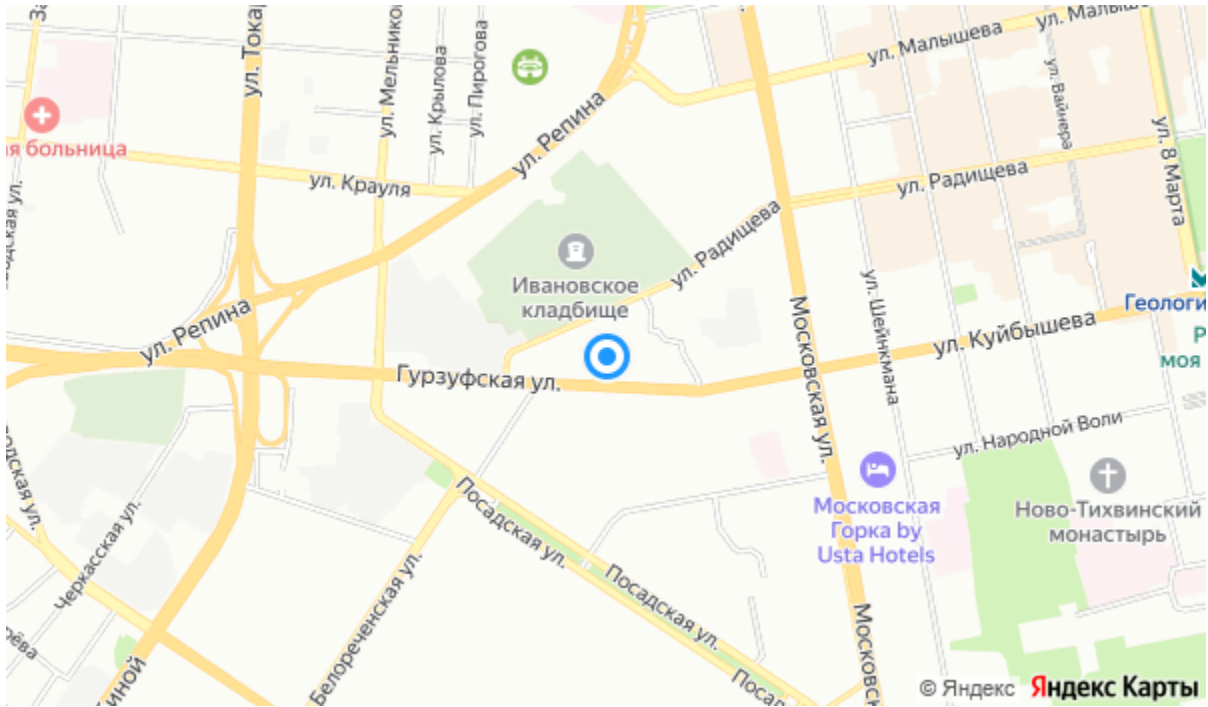 ул. Малышева
ул. Токар
ул. Мельников
ул. Крылова
ул. Пирогова
ул. Репина
ул. Малыш
ул. Вайнера
ул. 8 Марта
я больница
ул. Крауля
ул. Радищева
ул. Радищева
Ивановское
кладбище
ул. Репина
Гурзуфская ул.
Московская ул.
ул. Шейнкмана
ул. Куйбышева
Геологи
моя
ул. Народной Воли
Московская
Горка by
Usta Hotels
Ново-Тихвинский
монастырь
Черкасская ул.
Посадская ул.
Посадская ул.
Белореченская ул.
Посад
Московск
© Яндекс Яндекс Карты